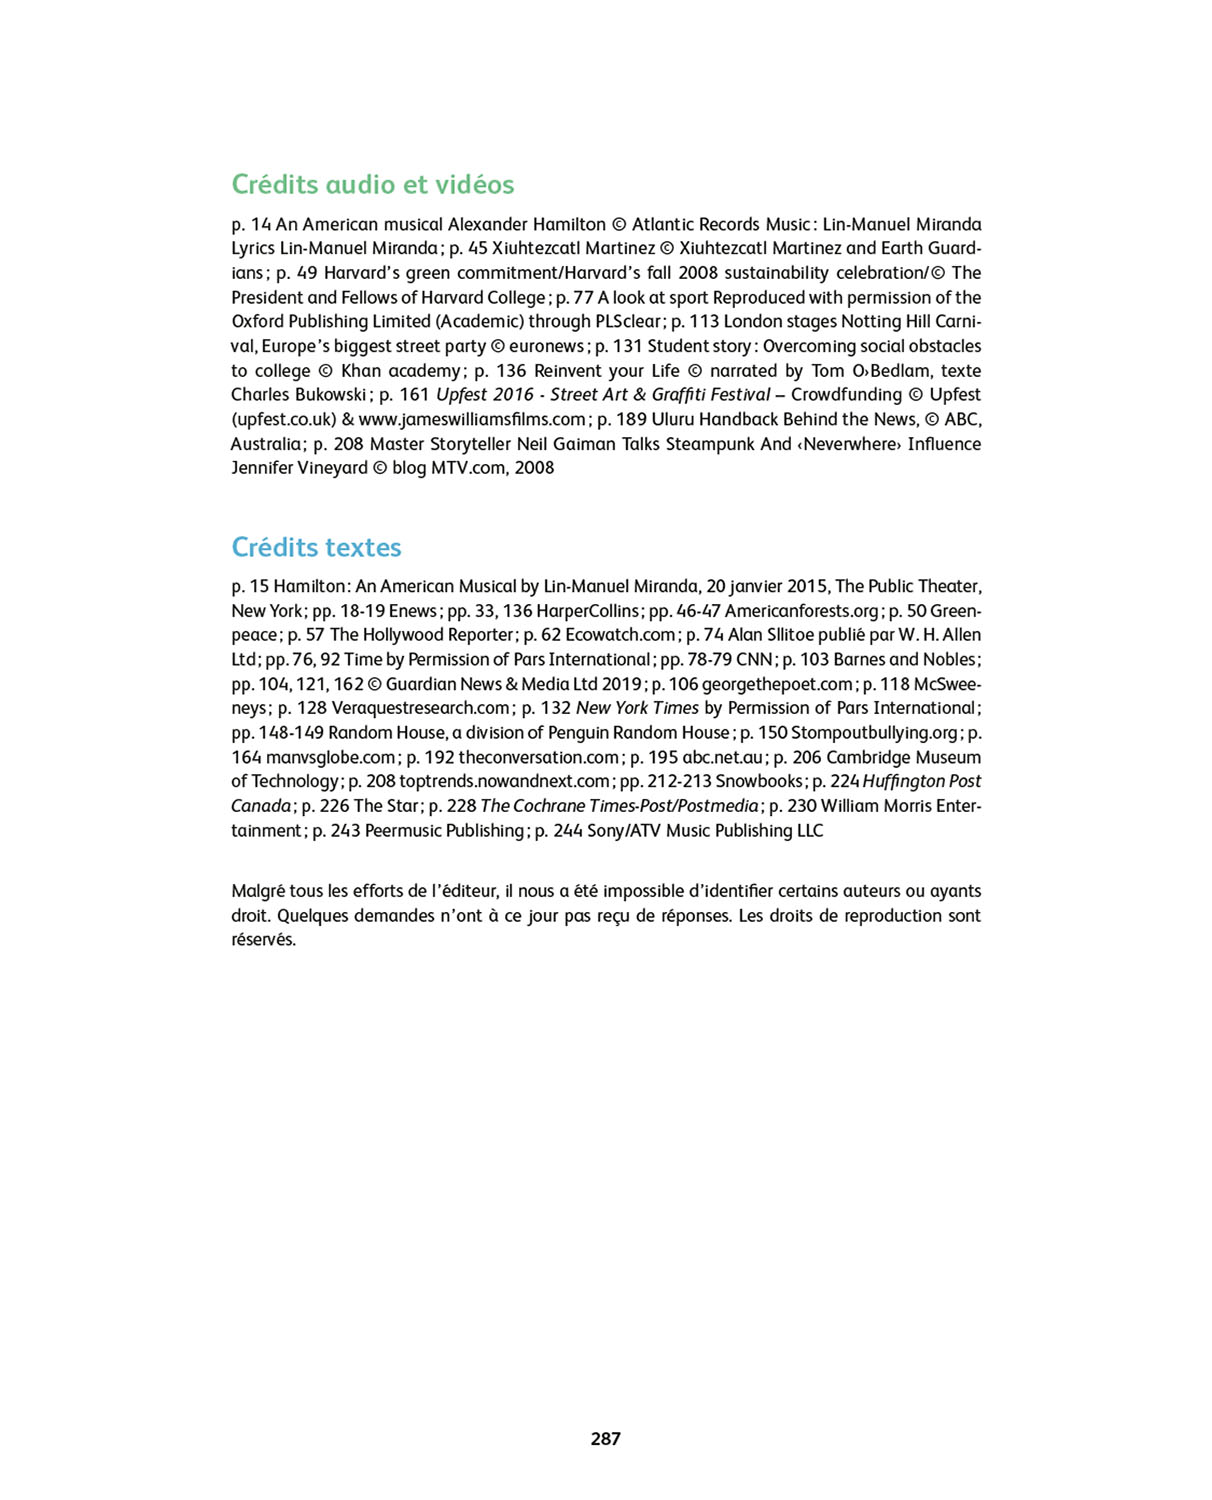 Crédits audio et vidéos
p. 14 An American musical Alexander Hamilton © Atlantic Records Music : Lin-Manuel Miranda
Lyrics Lin-Manuel Miranda ; p. 45 Xiuhtezcatl Martinez © Xiuhtezcatl Martinez and Earth Guard-
ians ; p. 49 Harvard’s green commitment/Harvard’s fall 2008 sustainability celebration/© The
President and Fellows of Harvard College ; p. 77 A look at sport Reproduced with permission of the
Oxford Publishing Limited (Academic) through PLSclear ; p. 113 London stages Notting Hill Carni-
val, Europe’s biggest street party © euronews ; p. 131 Student story : Overcoming social obstacles
to college © Khan academy ; p. 136 Reinvent your Life © narrated by Tom O›Bedlam, texte
Charles Bukowski ; p. 161 Upfest 2016 - Street Art & Graffiti Festival – Crowdfunding © Upfest
(upfest.co.uk) & www.jameswilliamsfilms.com ; p. 189 Uluru Handback Behind the News, © ABC,
Australia ; p. 208 Master Storyteller Neil Gaiman Talks Steampunk And ‹Neverwhere› Influence
Jennifer Vineyard © blog MTV.com, 2008
Crédits textes
p. 15 Hamilton : An American Musical by Lin-Manuel Miranda, 20 janvier 2015, The Public Theater,
New York ; pp. 18-19 Enews ; pp. 33, 136 HarperCollins ; pp. 46-47 Americanforests.org ; p. 50 Green-
peace ; p. 57 The Hollywood Reporter ; p. 62 Ecowatch.com ; p. 74 Alan Sllitoe publié par W. H. Allen
Ltd ; pp. 76, 92 Time by Permission of Pars International ; pp. 78-79 CNN ; p. 103 Barnes and Nobles ;
pp. 104, 121, 162 © Guardian News & Media Ltd 2019 ; p. 106 georgethepoet.com ; p. 118 McSwee-
neys ; p. 128 Veraquestresearch.com ; p. 132 New York Times by Permission of Pars International ;
pp. 148-149 Random House, a division of Penguin Random House ; p. 150 Stompoutbullying.org ; p.
164 manvsglobe.com ; p. 192 theconversation.com ; p. 195 abc.net.au ; p. 206 Cambridge Museum
of Technology ; p. 208 toptrends.nowandnext.com ; pp. 212-213 Snowbooks ; p. 224 Huffington Post
Canada ; p. 226 The Star ; p. 228 The Cochrane Times-Post/Postmedia ; p. 230 William Morris Enter-
tainment ; p. 243 Peermusic Publishing ; p. 244 Sony/ATV Music Publishing LLC
Malgré tous les efforts de l’éditeur, il nous a été impossible d’identifier certains auteurs ou ayants
droit. Quelques demandes n’ont à ce jour pas reçu de réponses. Les droits de reproduction sont
réservés.
287